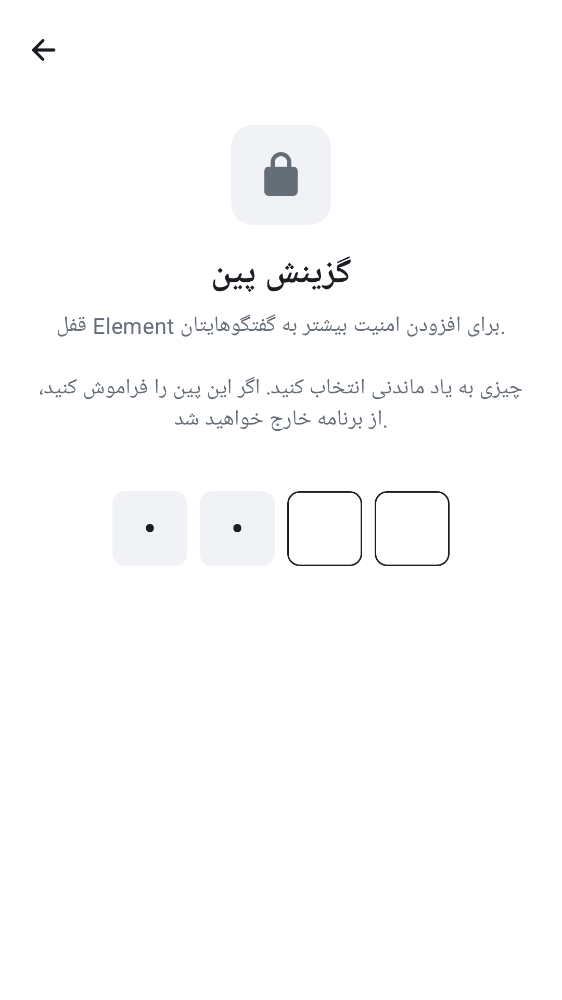 گزینش پین
قفل Element برای افزودن امنیت بیشتر به گفتگوهایتان.
چیزی به یاد ماندنی انتخاب کنید. اگر این پین را فراموش کنید،
از برنامه خارج خواهید شد.